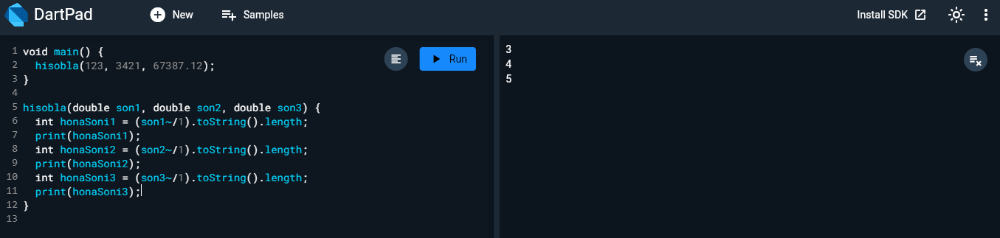 DartPad
New
Samples
Install SDK
1 void main() {
2   hisobla(123, 3421, 67387.12);
3 }
4
5 hisobla(double son1, double son2, double son3) {
6   int honaSoni1 = (son1~/1).toString().length;
7   print(honaSoni1);
8   int honaSoni2 = (son2~/1).toString().length;
9   print(honaSoni2);
10   int honaSoni3 = (son3~/1).toString().length;
11   print(honaSoni3);
12 }
13
Run
3
4
5